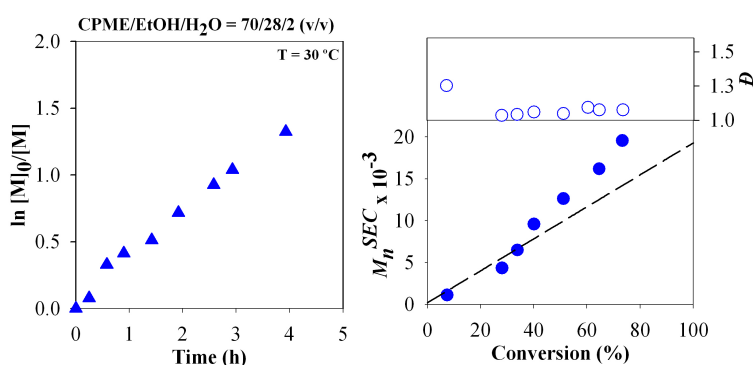 CPME/EtOH/H2O = 70/28/2 (v/v)
T = 30 ºC
ln [M]0/[M]
2.0
1.5
1.0
0.5
0.0
0 1 2 3 4 5
Time (h)
1.5
1.3
1.0
Đ
Mn SEC x 10-3
20
15
10
5
0
0 20 40 60 80 100
Conversion (%)